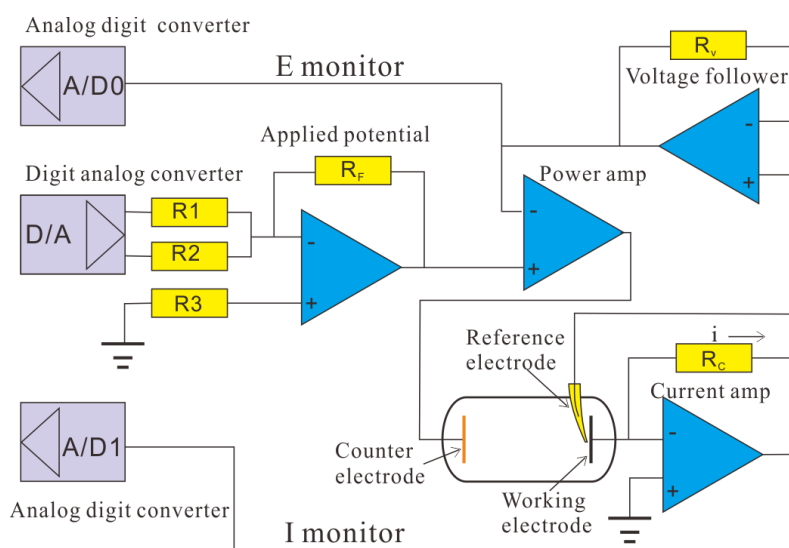 Analog digit converter
A/D0
E monitor
Rv
Voltage follower
-
+
Applied potential
RF
Digit analog converter
D/A
R1
R2
R3
-
+
Power amp
-
+
Reference
electrode
i
Rc
Current amp
-
+
Counter
electrode
Working
electrode
A/D1
Analog digit converter
I monitor